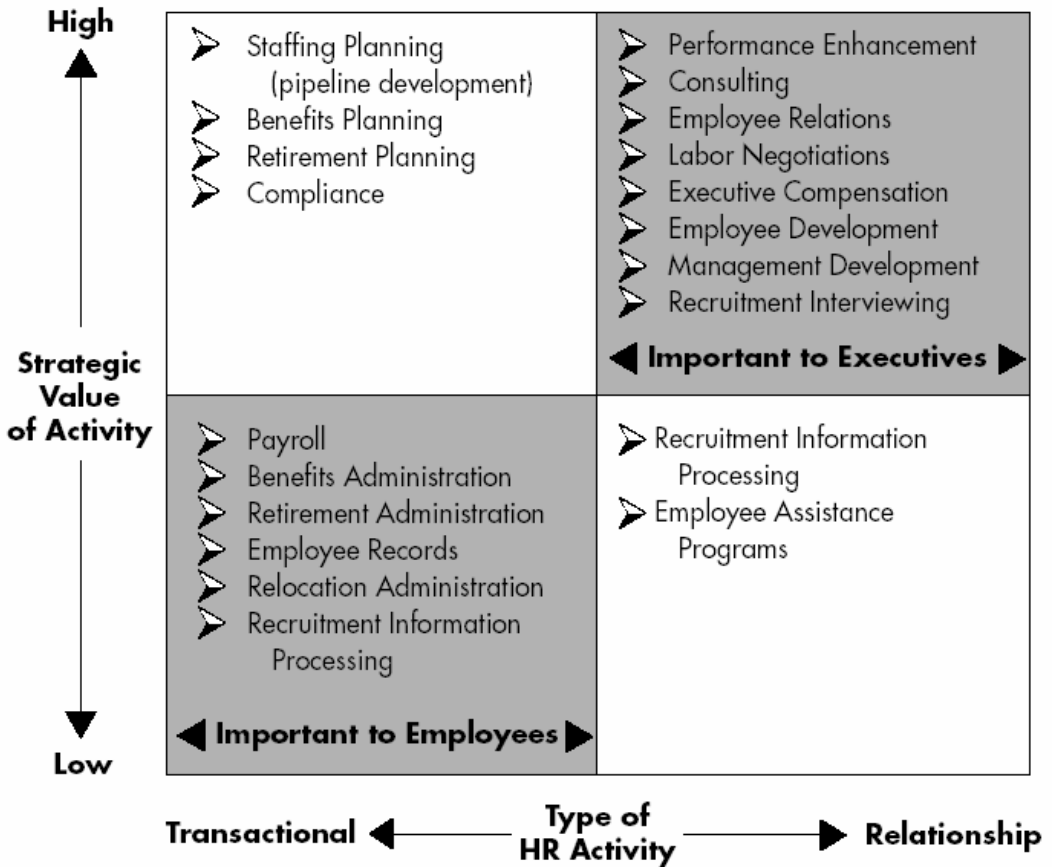 High
Staffing Planning
(pipeline development)
Benefits Planning
Retirement Planning
Compliance
Performance Enhancement
Consulting
Employee Relations
Labor Negotiations
Executive Compensation
Employee Development
Management Development
Recruitment Interviewing
Important to Executives
Strategic
Value
of Activity
Payroll
Benefits Administration
Retirement Administration
Employee Records
Relocation Administration
Recruitment Information
Processing
Important to Employees
Recruitment Information
Processing
Employee Assistance
Programs
Low
Transactional
Type of
HR Activity
Relationship